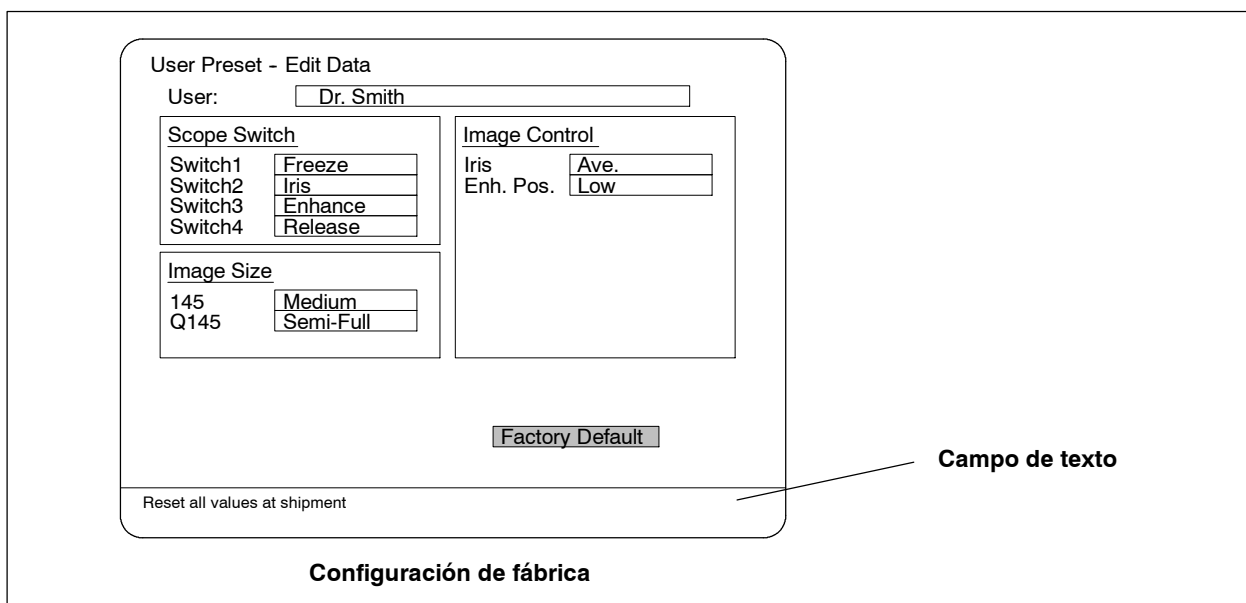 User Preset - Edit Data
User: Dr. Smith
Scope Switch
Switch1 Freeze
Switch2 Iris
Switch3 Enhance
Switch4 Release
Image Size
145 Medium
Q145 Semi-Full
Image Control
Iris Ave.
Enh. Pos. Low
Factory Default
Campo de texto
Reset all values at shipment
Configuración de fábrica